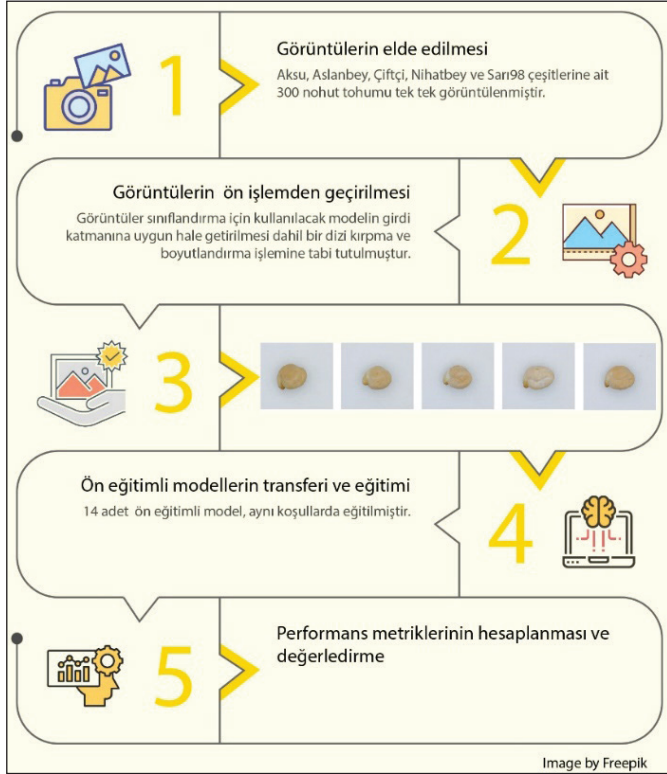 1
Görüntülerin elde edilmesi
Aksu, Aslanbey, Çiftçi, Nihatbey ve Sarı98 çeşitlerine ait
300 nohut tohumu tek tek görüntülenmiştir.
Görüntülerin ön işlemden geçirilmesi
Görüntüler sınıflandırma için kullanılacak modelin girdi
katmanına uygun hale getirilmesi dahil bir dizi kırpma ve
boyutlandırma işlemine tabi tutulmuştur.
2
3
Ön eğitimli modellerin transferi ve eğitimi
14 adet ön eğitimli model, aynı koşullarda eğitilmiştir.
4
5
Performans metriklerinin hesaplanması ve
değerledirme
Image by Freepik